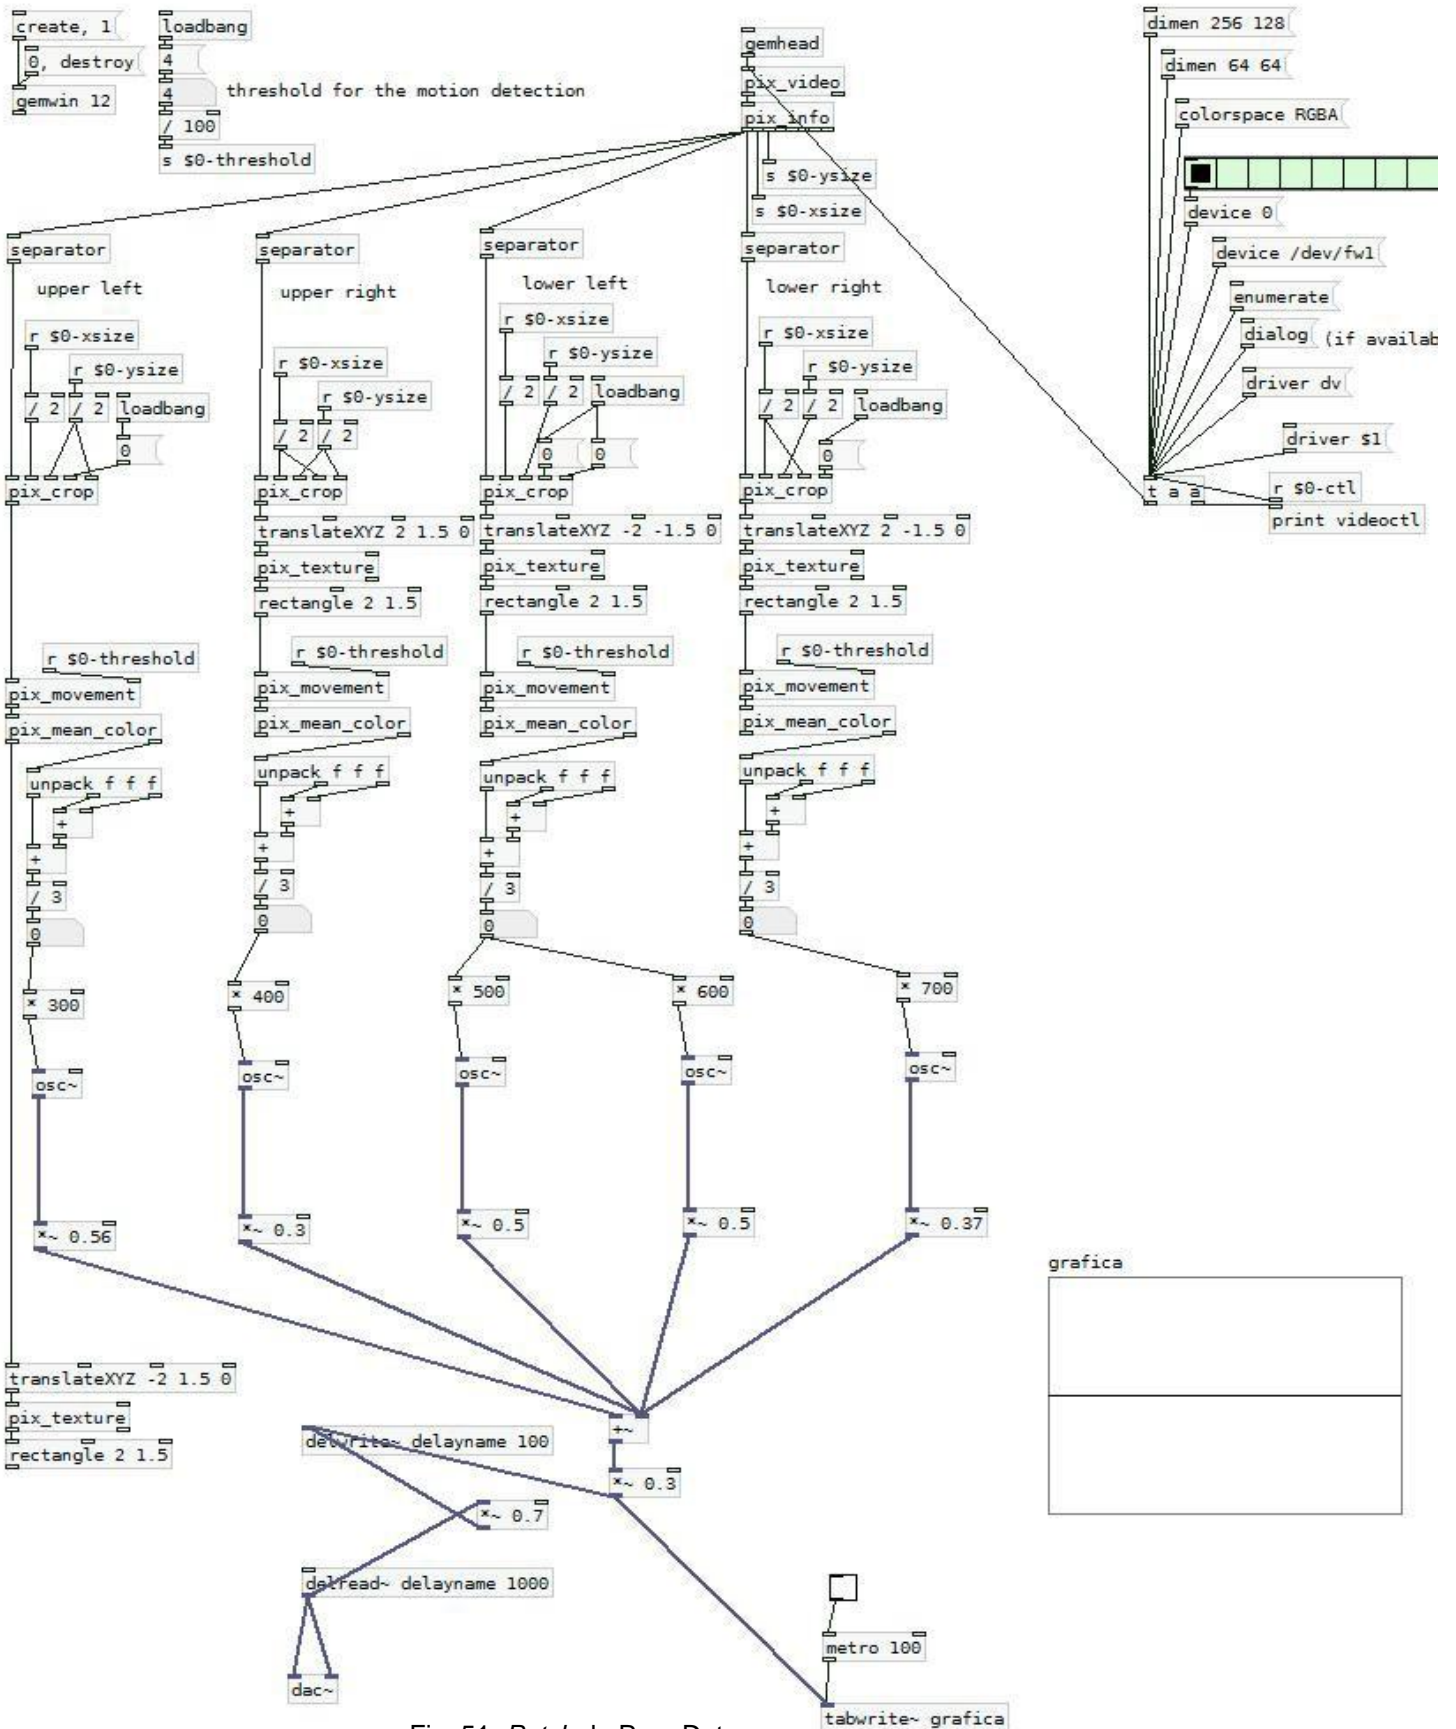 create, 1
0, destroy
gemwin 12
loadbang
4
4
threshold for the motion detection
/ 100
s $0-threshold
gemhead
pix_video
pix_info
s $0-ysize
s $0-xsize
dimen 256 128
dimen 64 64
colorspace RGBA
device 0
device /dev/fw1
enumerate
dialog
(if availab
driver dv
driver $1
t a a
r $0-ctl
print videoctl
separator
upper left
r $0-xsize
r $0-ysize
/ 2
/ 2
loadbang
0
pix_crop
separator
upper right
r $0-xsize
r $0-ysize
/ 2
/ 2
pix_crop
translateXYZ 2 1.5 0
pix_texture
rectangle 2 1.5
separator
lower left
r $0-xsize
r $0-ysize
/ 2
/ 2
loadbang
0
0
pix_crop
translateXYZ -2 -1.5 0
pix_texture
rectangle 2 1.5
separator
lower right
r $0-xsize
r $0-ysize
/ 2
/ 2
loadbang
0
pix_crop
translateXYZ 2 -1.5 0
pix_texture
rectangle 2 1.5
r $0-threshold
pix_movement
pix_mean_color
unpack f f f
+
+
/ 3
0
* 300
osc~
*~ 0.56
r $0-threshold
pix_movement
pix_mean_color
unpack f f f
+
+
/ 3
0
* 400
osc~
*~ 0.3
r $0-threshold
pix_movement
pix_mean_color
unpack f f f
+
+
/ 3
0
* 500
osc~
*~ 0.5
* 600
osc~
*~ 0.5
r $0-threshold
pix_movement
pix_mean_color
unpack f f f
+
+
/ 3
0
* 700
osc~
*~ 0.37
grafica
translateXYZ -2 1.5 0
pix_texture
rectangle 2 1.5
+~
*~ 0.3
delwrite~ delayname 100
*~ 0.7
delread~ delayname 1000
dac~
metro 100
tabwrite~ grafica